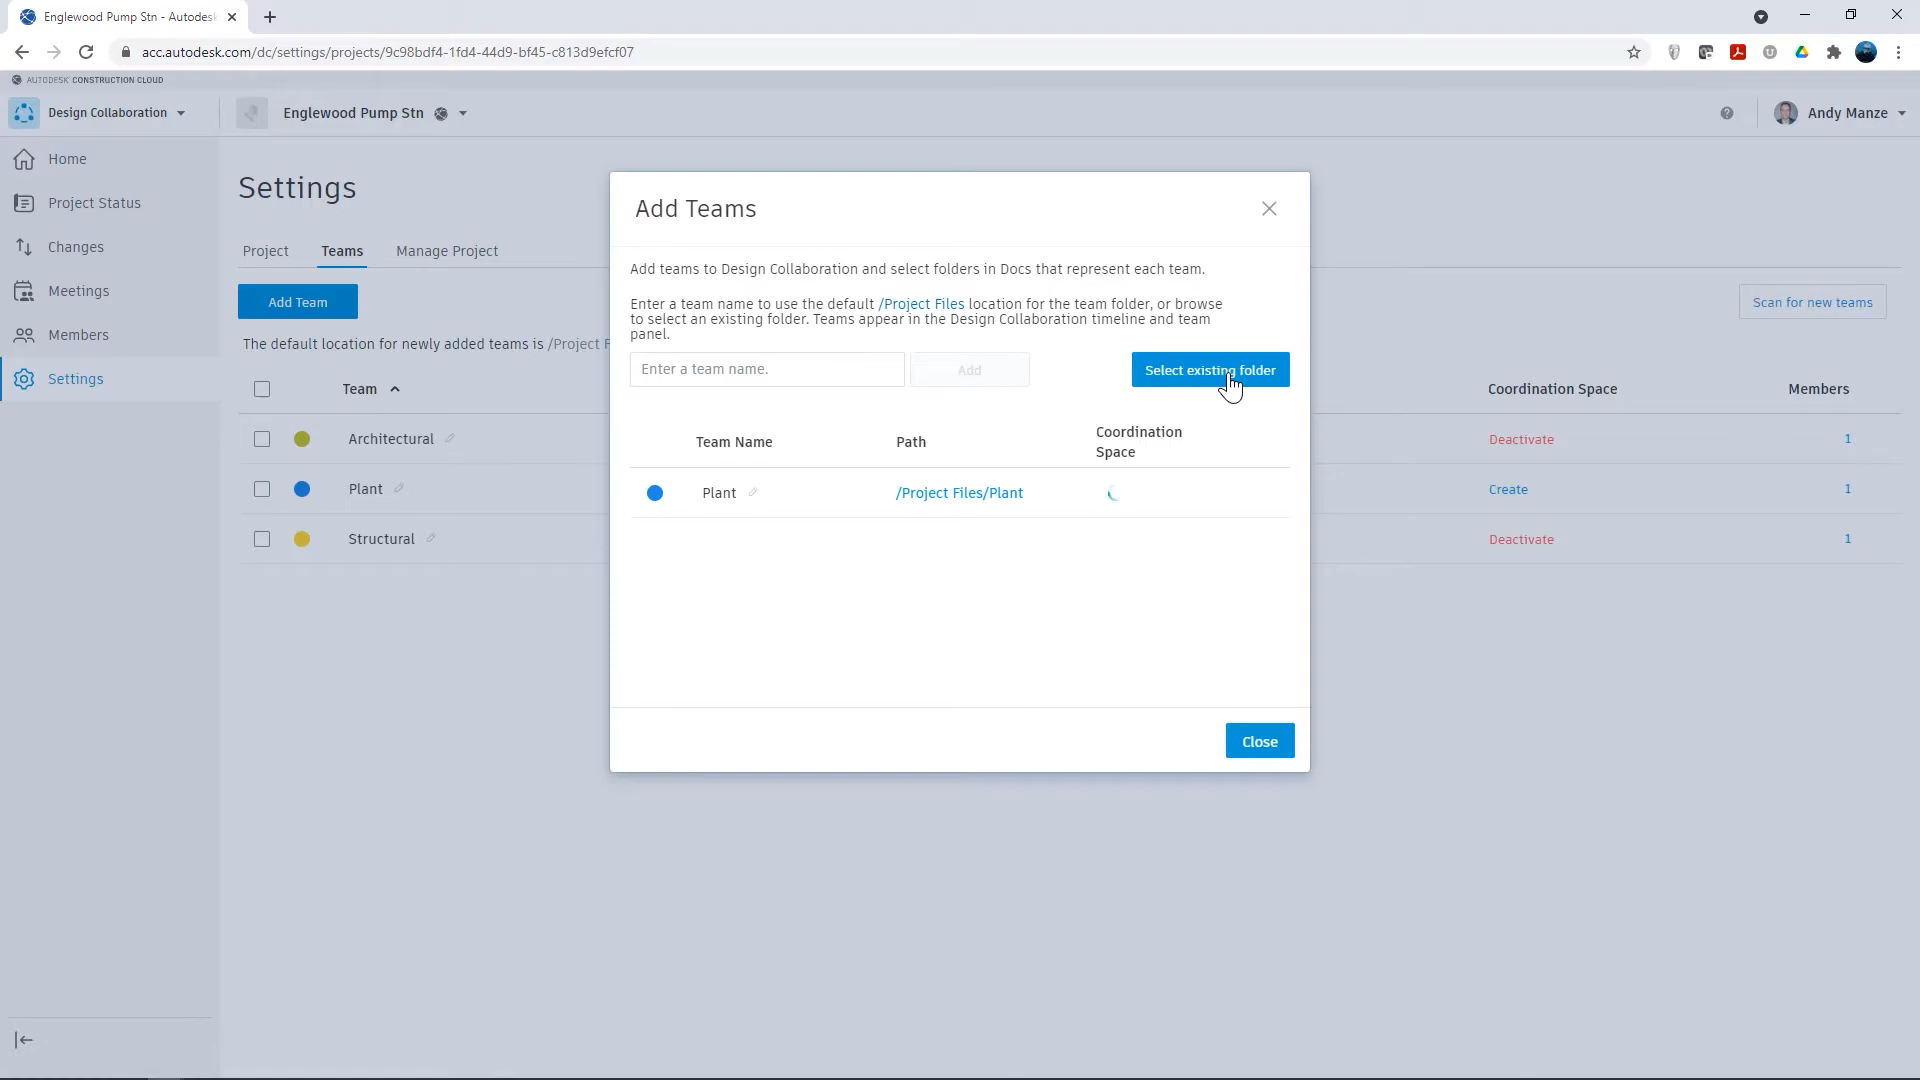 Englewood Pump Stn - Autodesk
acc.autodesk.com/dc/settings/projects/9c98bdf4-1fd4-44d9-bf45-c813d9efcf07
AUTODESK CONSTRUCTION CLOUD
Design Collaboration
Englewood Pump Stn
Andy Manze
Home
Project Status
Changes
Meetings
Members
Settings
Settings
Project
Teams
Manage Project
Add Team
Scan for new teams
The default location for newly added teams is /Project F
Team
Coordination Space
Members
Architectural
Deactivate
1
Plant
Create
1
Structural
Deactivate
1
Add Teams
Add teams to Design Collaboration and select folders in Docs that represent each team.
Enter a team name to use the default /Project Files location for the team folder, or browse
to select an existing folder. Teams appear in the Design Collaboration timeline and team
panel.
Enter a team name.
Add
Select existing folder
Team Name
Path
Coordination
Space
Plant
/Project Files/Plant
Close